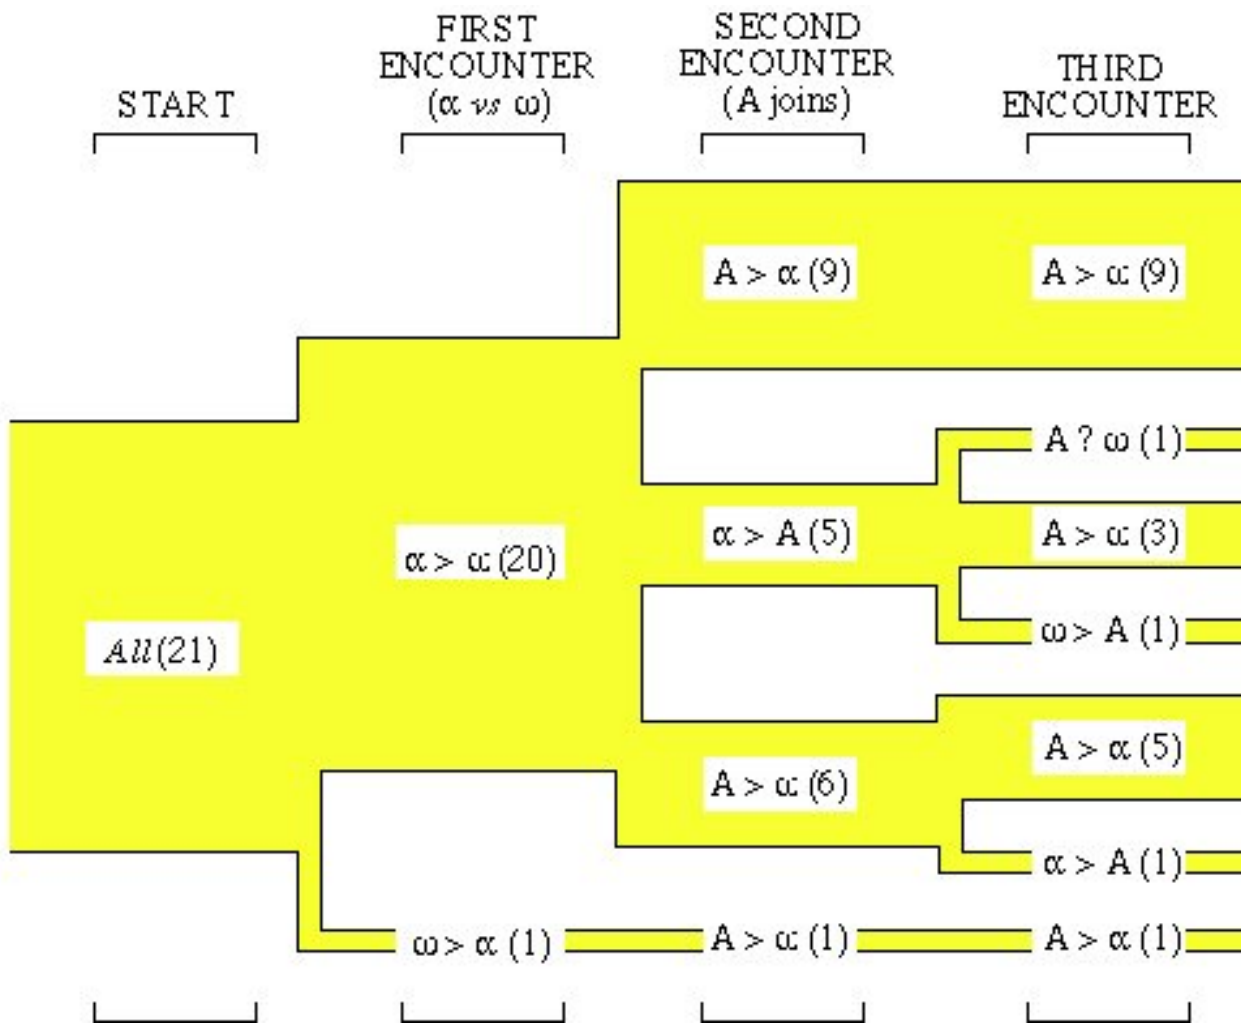 START
FIRST
ENCOUNTER
(α vs ω)
SECOND
ENCOUNTER
(A joins)
THIRD
ENCOUNTER
A > α (9)
A > ω (9)
A ? ω (1)
α > A (5)
A > ω (3)
α > ω (20)
ω > A (1)
All (21)
A > α (5)
A > ω (6)
α > A (1)
ω > α (1)
A > ω (1)
A > α (1)